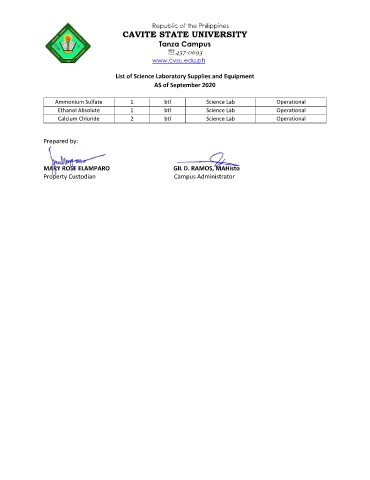 Republic of the Philippines
CAVITE STATE UNIVERSITY
Tanza Campus
☏437-0693
www.cvsu.edu.ph
List of Science Laboratory Supplies and Equipment
AS of September 2020
Ammonium Sulfate 1 btl Science Lab Operational
Ethanol Absolute 1 btl Science Lab Operational
Calcium Chloride 2 btl Science Lab Operational
Prepared by:
MARY ROSE ELAMPARO GIL D. RAMOS, MAHisto
Property Custodian Campus Administrator